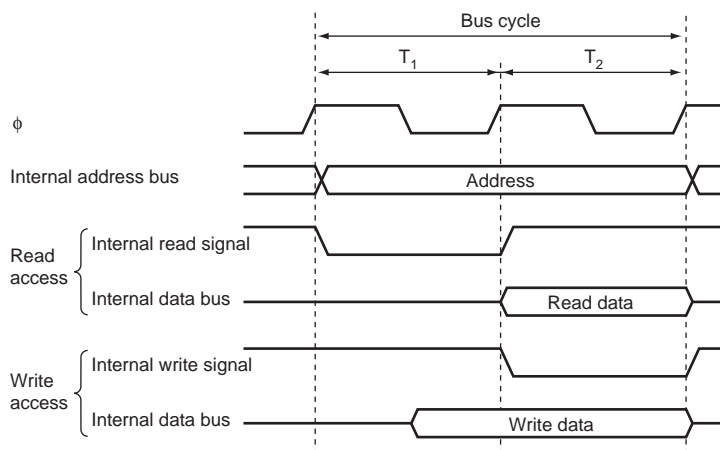 Bus cycle
T1
T2
ϕ
Internal address bus
Address
Read
access
Internal read signal
Internal data bus
Read data
Write
access
Internal write signal
Internal data bus
Write data